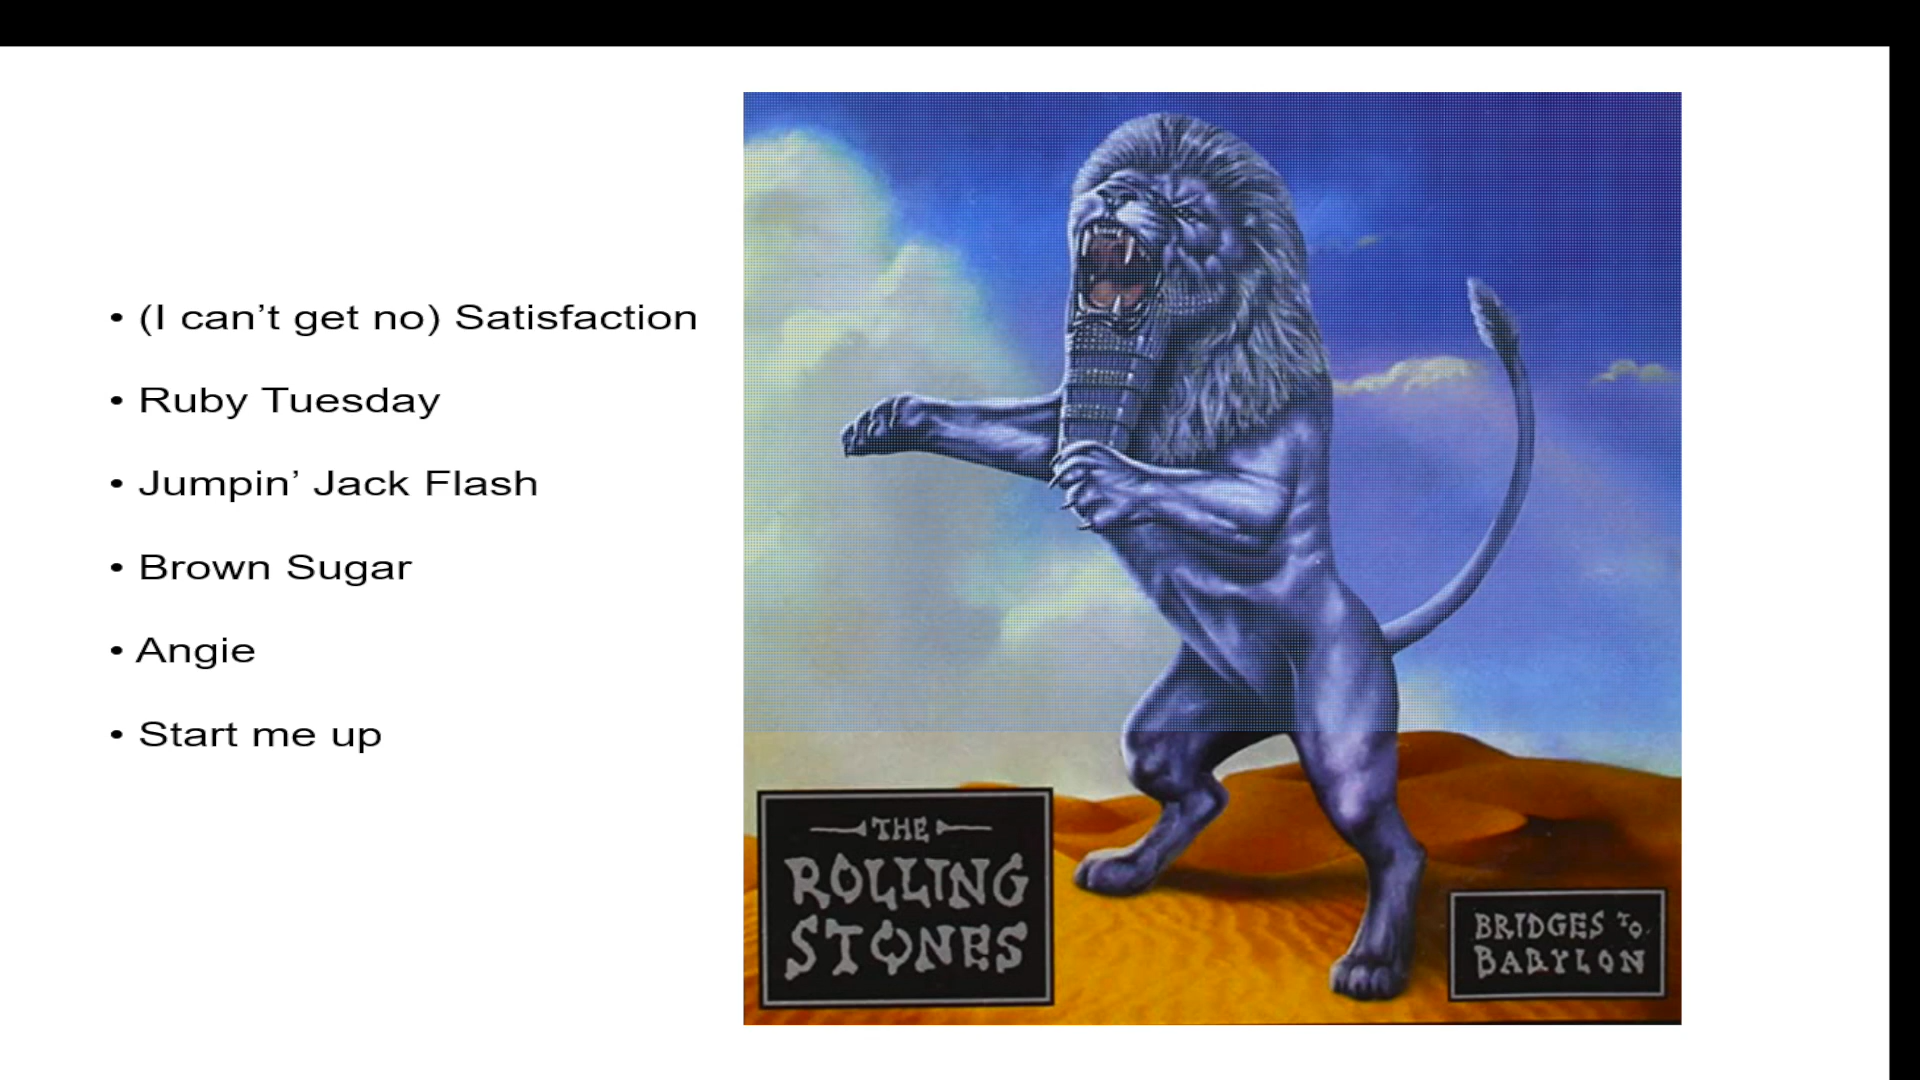 • (I can’t get no) Satisfaction
• Ruby Tuesday
• Jumpin’ Jack Flash
• Brown Sugar
• Angie
• Start me up
THE
ROLLING
STONES
BRIDGES TO
BABYLON